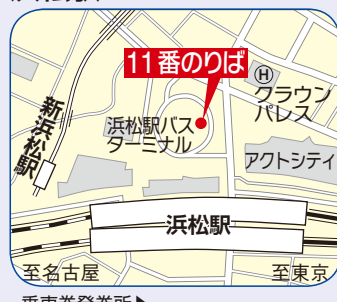 11番のりば
Ⓗ
クラウン
パレス
新浜松駅
浜松駅バス
ターミナル
アクトシティ
浜松駅
至名古屋
至東京